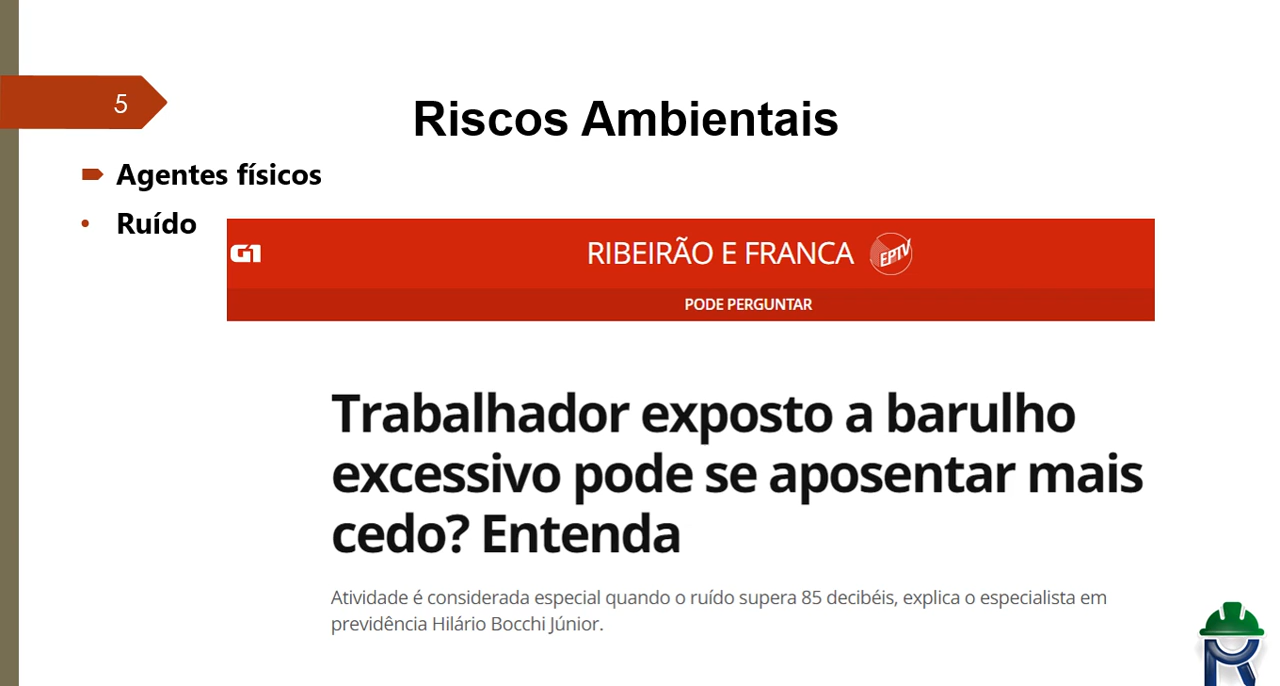 5
Riscos Ambientais
Agentes físicos
• Ruído
G1
RIBEIRÃO E FRANCA EPTV
PODE PERGUNTAR
Trabalhador exposto a barulho
excessivo pode se aposentar mais
cedo? Entenda
Atividade é considerada especial quando o ruído supera 85 decibéis, explica o especialista em
previdência Hilário Bocchi Júnior.
R